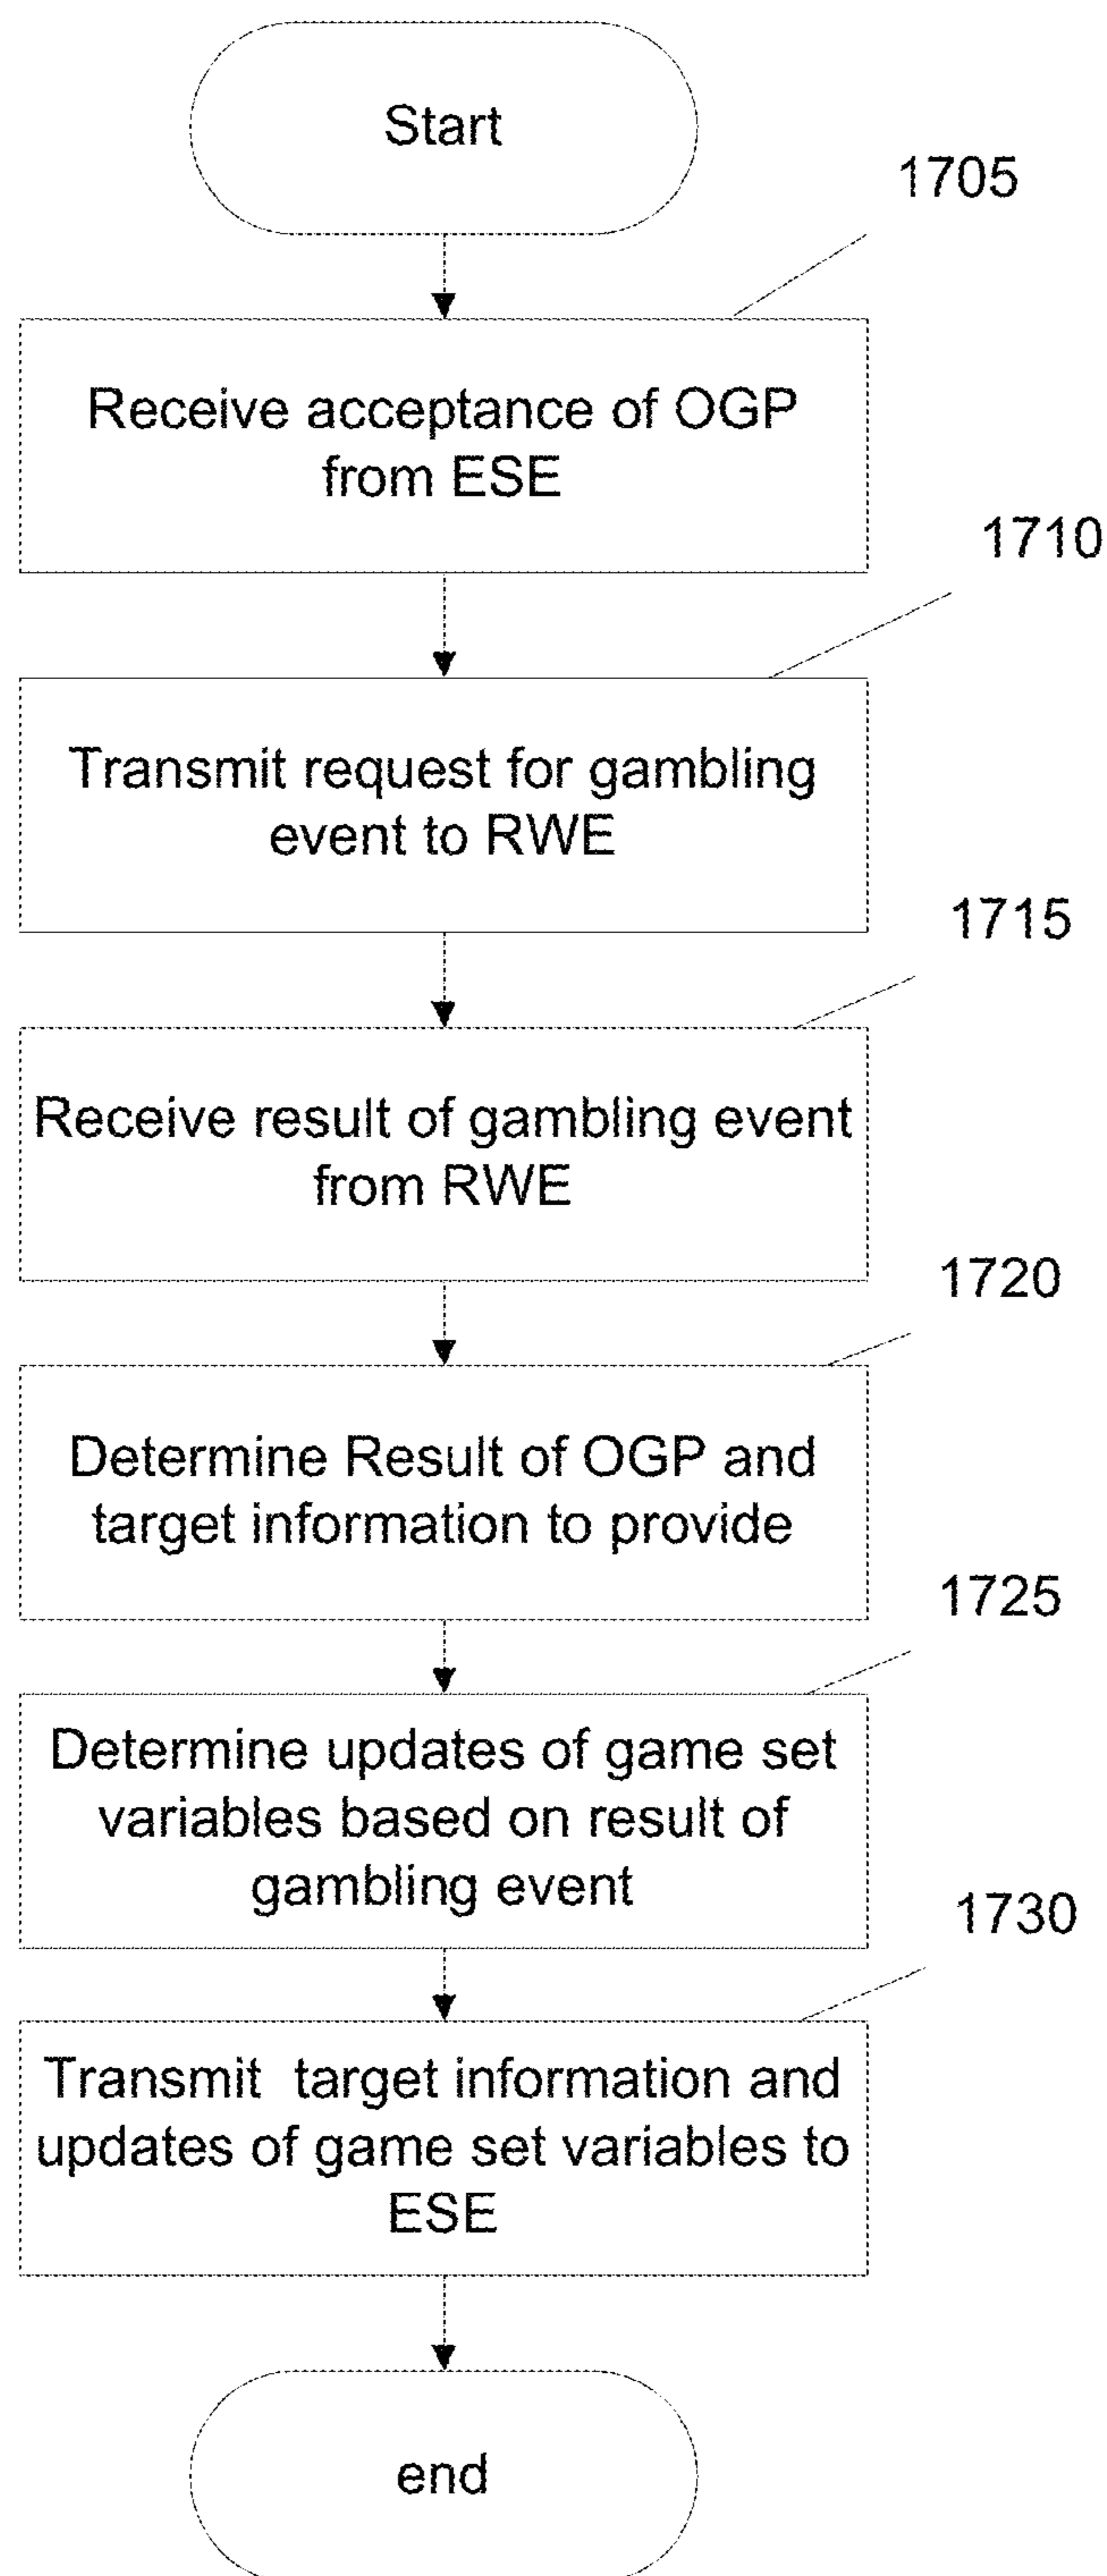 Start
1705
Receive acceptance of OGP
from ESE
1710
Transmit request for gambling
event to RWE
1715
Receive result of gambling event
from RWE
1720
Determine Result of OGP and
target information to provide
1725
Determine updates of game set
variables based on result of
gambling event
1730
Transmit target information and
updates of game set variables to
ESE
end